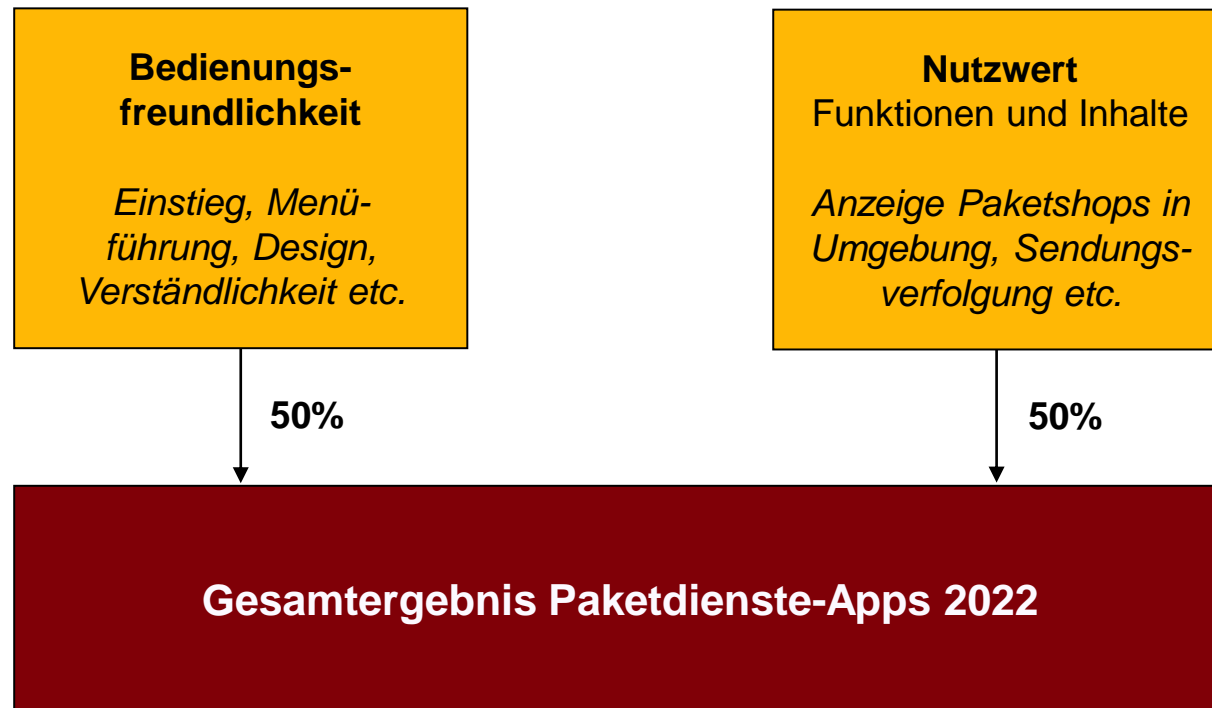 Bedienungs-
freundlichkeit
Einstieg, Menü-
führung, Design,
Verständlichkeit etc.
Nutzwert
Funktionen und Inhalte
Anzeige Paketshops in
Umgebung, Sendungs-
verfolgung etc.
50%
50%
Gesamtergebnis Paketdienste-Apps 2022